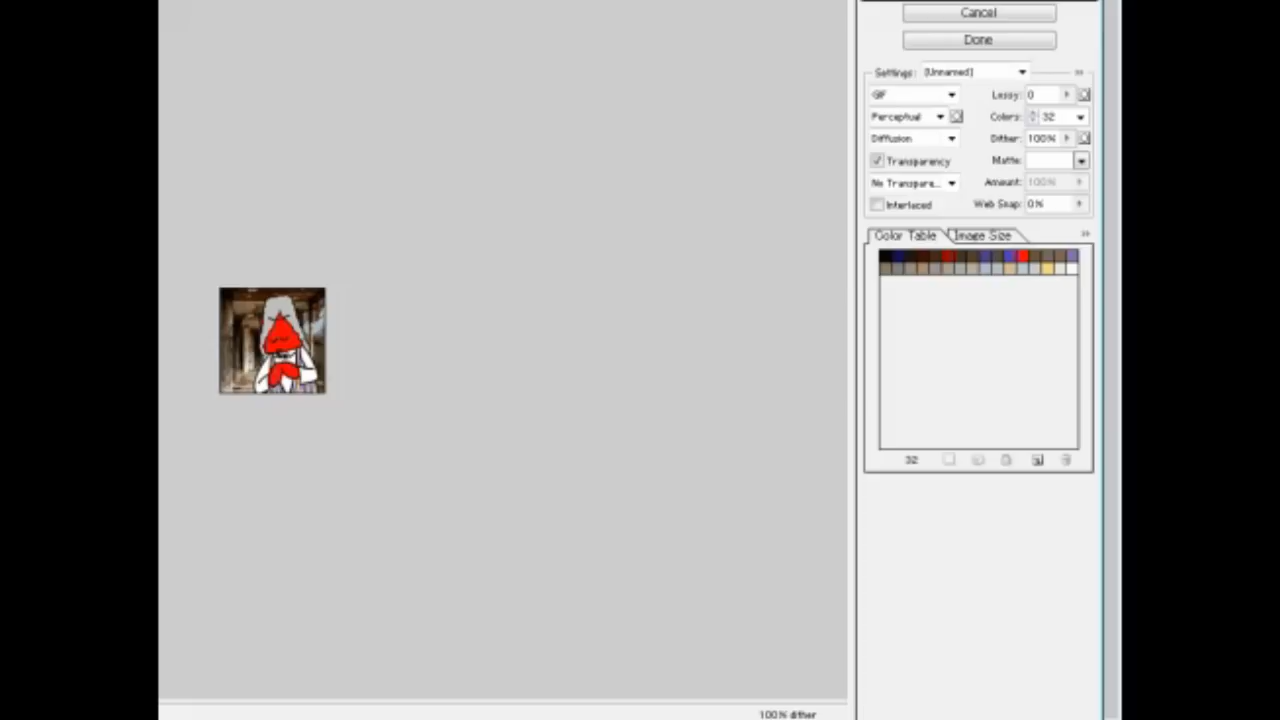 Cancel
Done
Settings: [Unnamed]
GIF Lossy: 0
Perceptual Colors: 32
Diffusion Dither: 100%
Transparency Matte:
No Transpare... Amount: 100%
Interlaced Web Snap: 0%
Color Table Image Size
32
100% dither